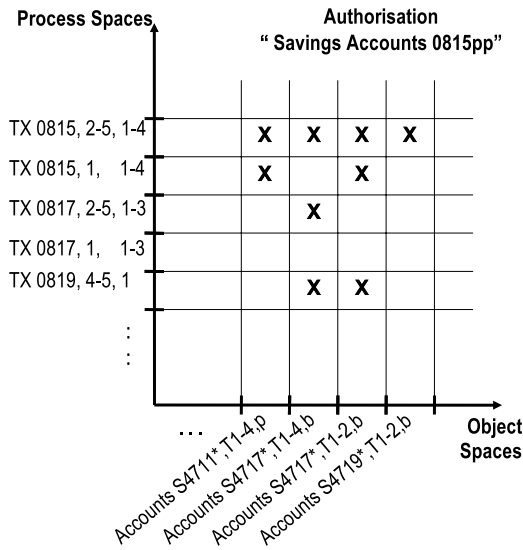 Process Spaces
Authorisation
“ Savings Accounts 0815pp”
TX 0815, 2-5, 1-4
X X X X
TX 0815, 1, 1-4
X X
TX 0817, 2-5, 1-3
X
TX 0817, 1, 1-3
TX 0819, 4-5, 1
X X
:
:
...
Accounts S4711*,T1-4,p
Accounts S4717*,T1-4,b
Accounts S4717*,T1-2,b
Accounts S4719*,T1-2,b
Object
Spaces